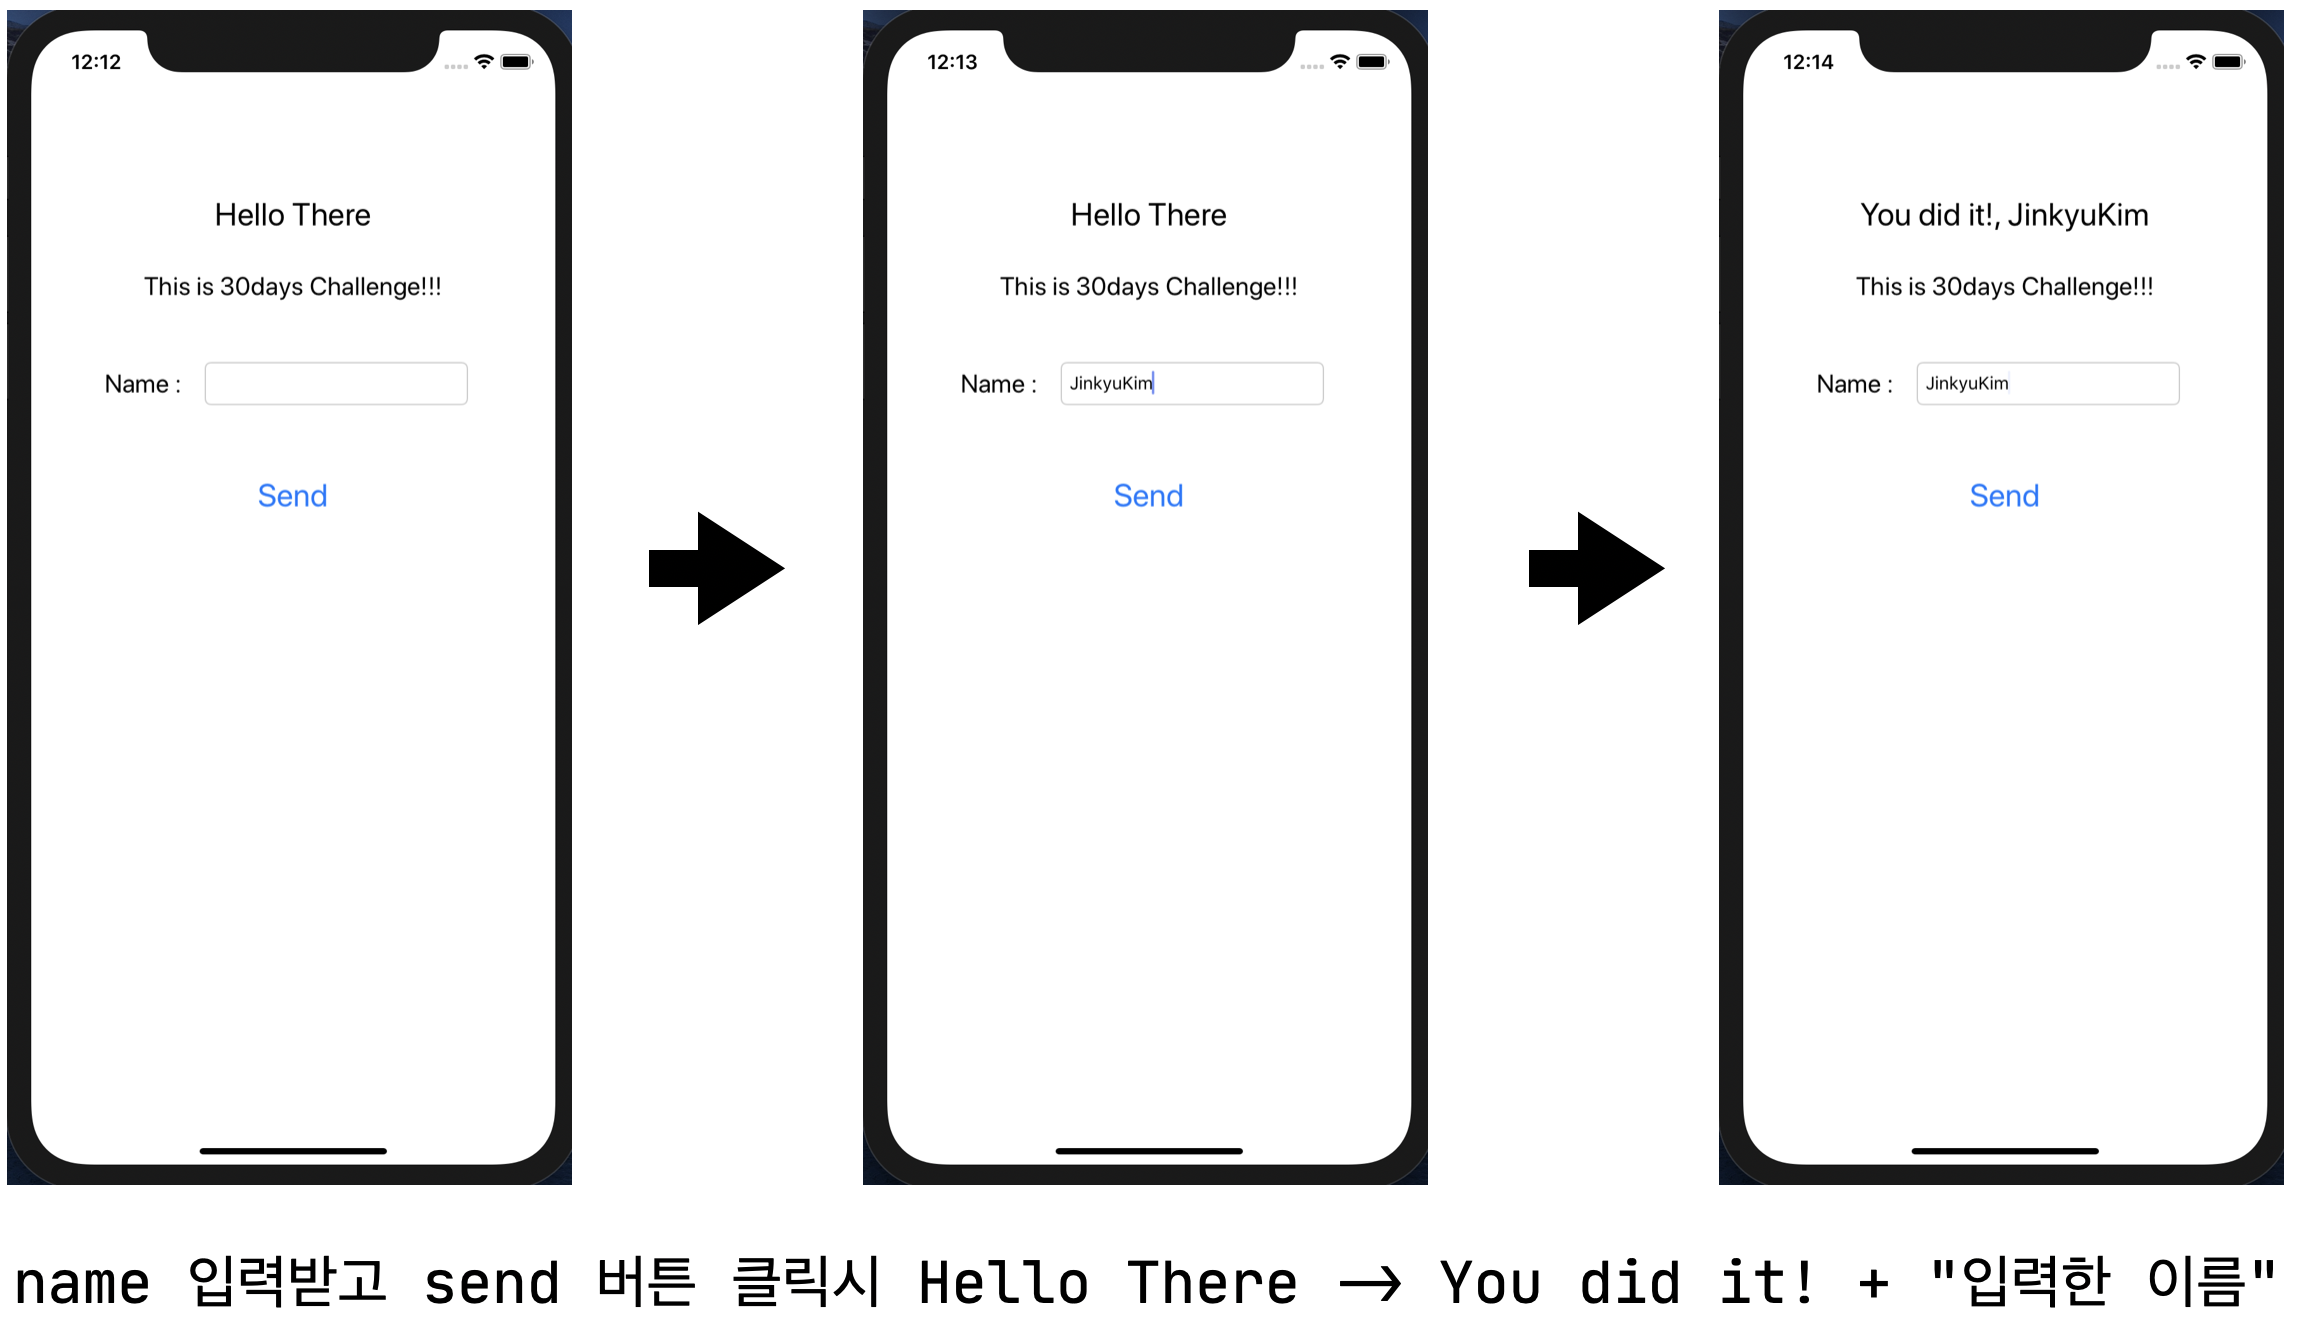 12:12
Hello There
This is 30days Challenge!!!
Name :
Send
12:13
Hello There
This is 30days Challenge!!!
Name : JinkyuKim
Send
12:14
You did it!, JinkyuKim
This is 30days Challenge!!!
Name : JinkyuKim
Send
name 입력받고 send 버튼 클릭시 Hello There → You did it! + "입력한 이름"